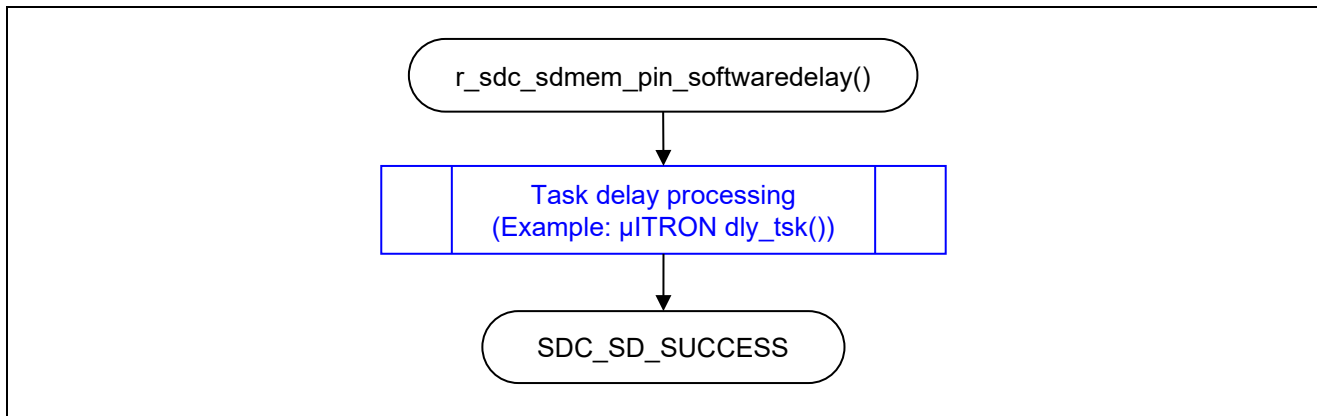 r_sdc_sdmem_pin_softwaredelay()
Task delay processing
(Example: µITRON dly_tsk())
SDC_SD_SUCCESS